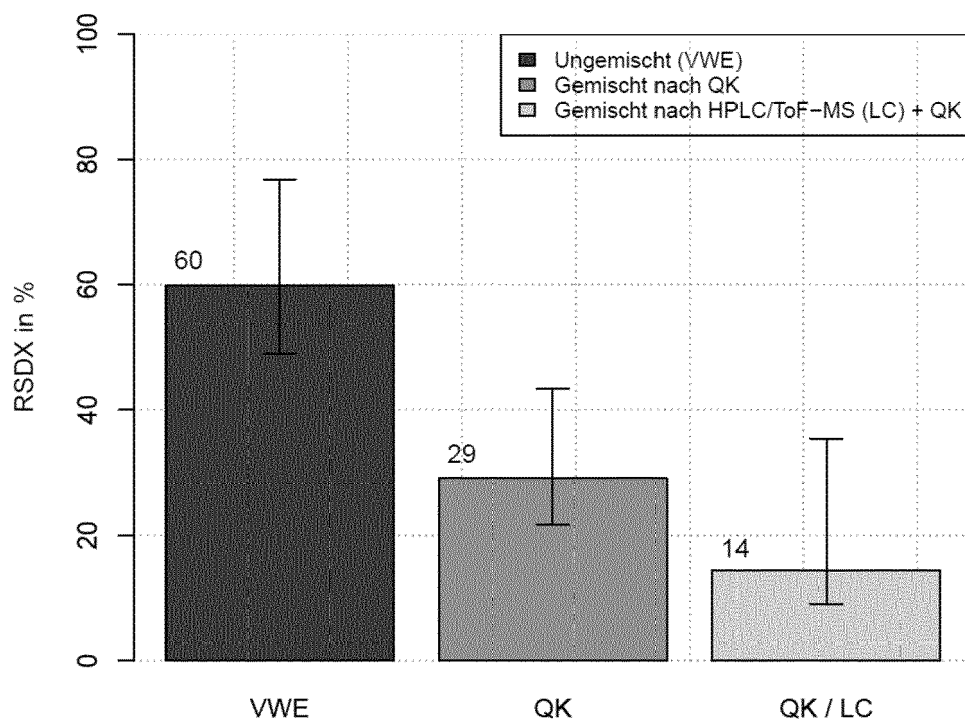 100
80
60
40
20
0
RSDX in %
Ungemischt (VWE)
Gemischt nach QK
Gemischt nach HPLC/ToF−MS (LC) + QK
60
29
14
VWE
QK
QK / LC